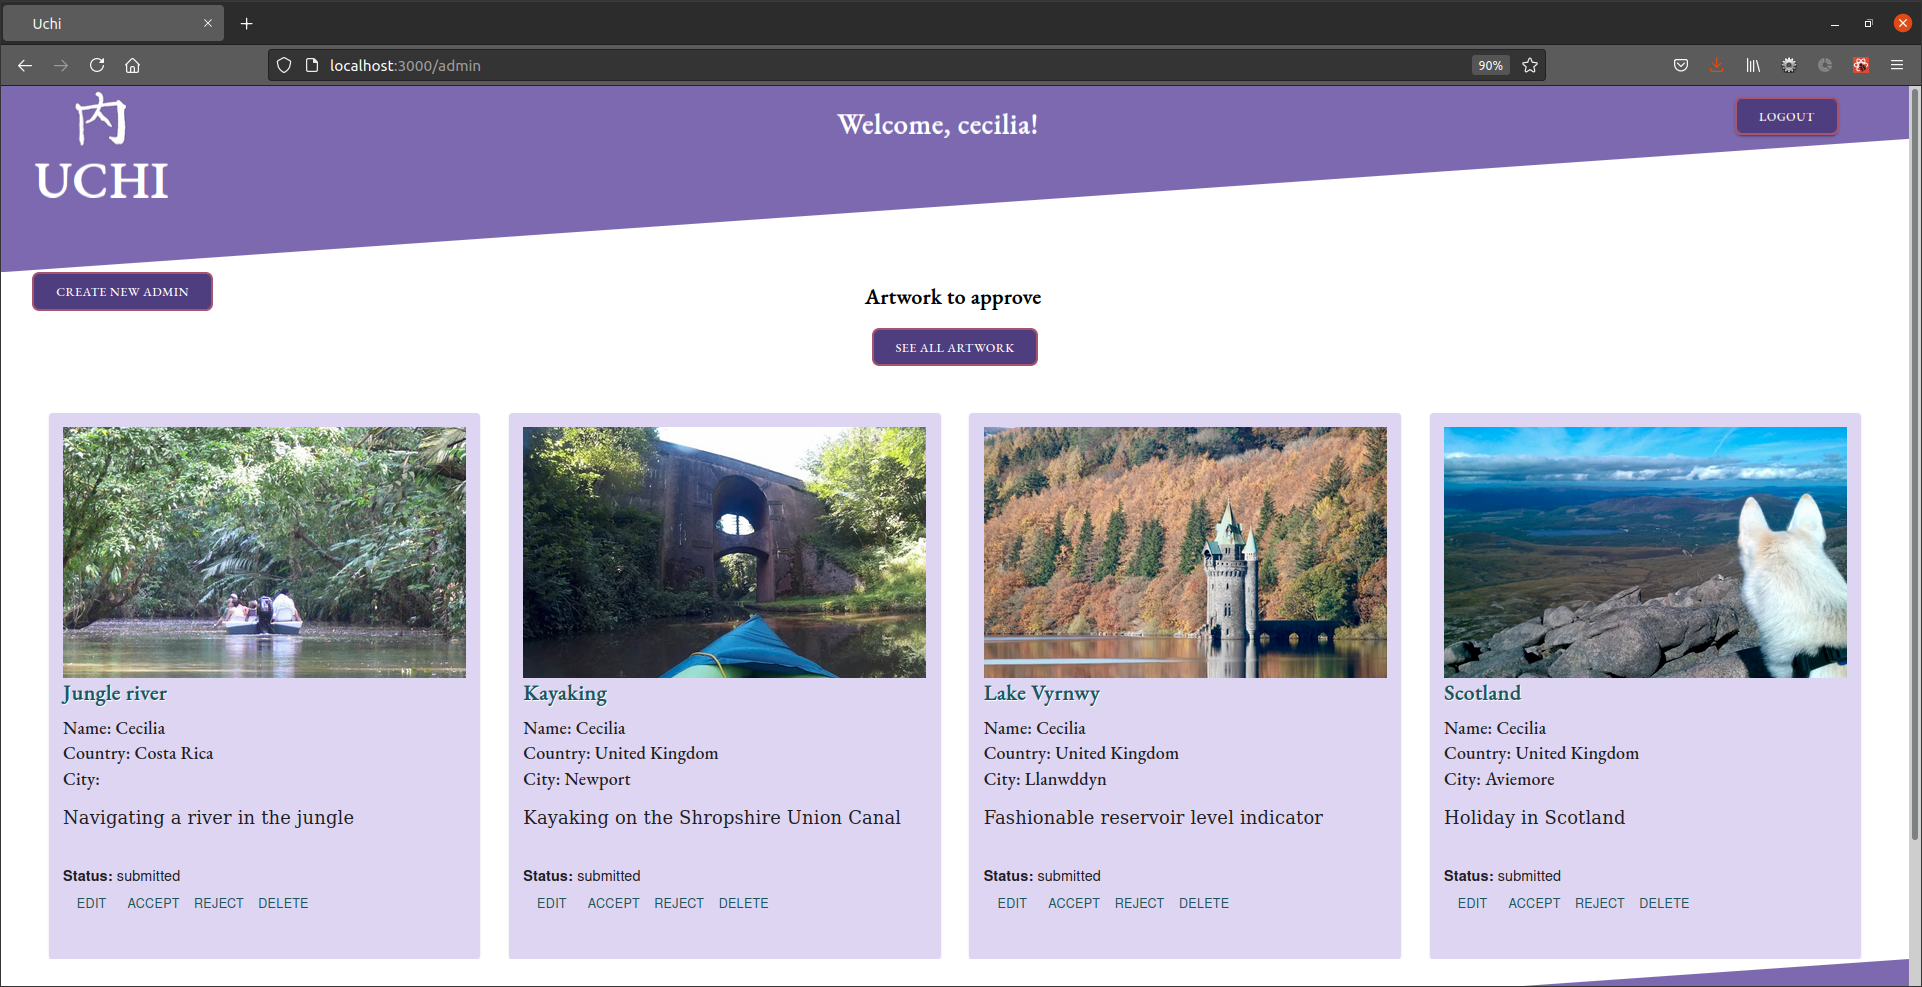 Uchi
localhost:3000/admin
90%
内
UCHI
Welcome, cecilia!
LOGOUT
CREATE NEW ADMIN
Artwork to approve
SEE ALL ARTWORK
Jungle river
Name: Cecilia
Country: Costa Rica
City:
Navigating a river in the jungle
Status: submitted
EDIT ACCEPT REJECT DELETE
Kayaking
Name: Cecilia
Country: United Kingdom
City: Newport
Kayaking on the Shropshire Union Canal
Status: submitted
EDIT ACCEPT REJECT DELETE
Lake Vyrnwy
Name: Cecilia
Country: United Kingdom
City: Llanwddyn
Fashionable reservoir level indicator
Status: submitted
EDIT ACCEPT REJECT DELETE
Scotland
Name: Cecilia
Country: United Kingdom
City: Aviemore
Holiday in Scotland
Status: submitted
EDIT ACCEPT REJECT DELETE